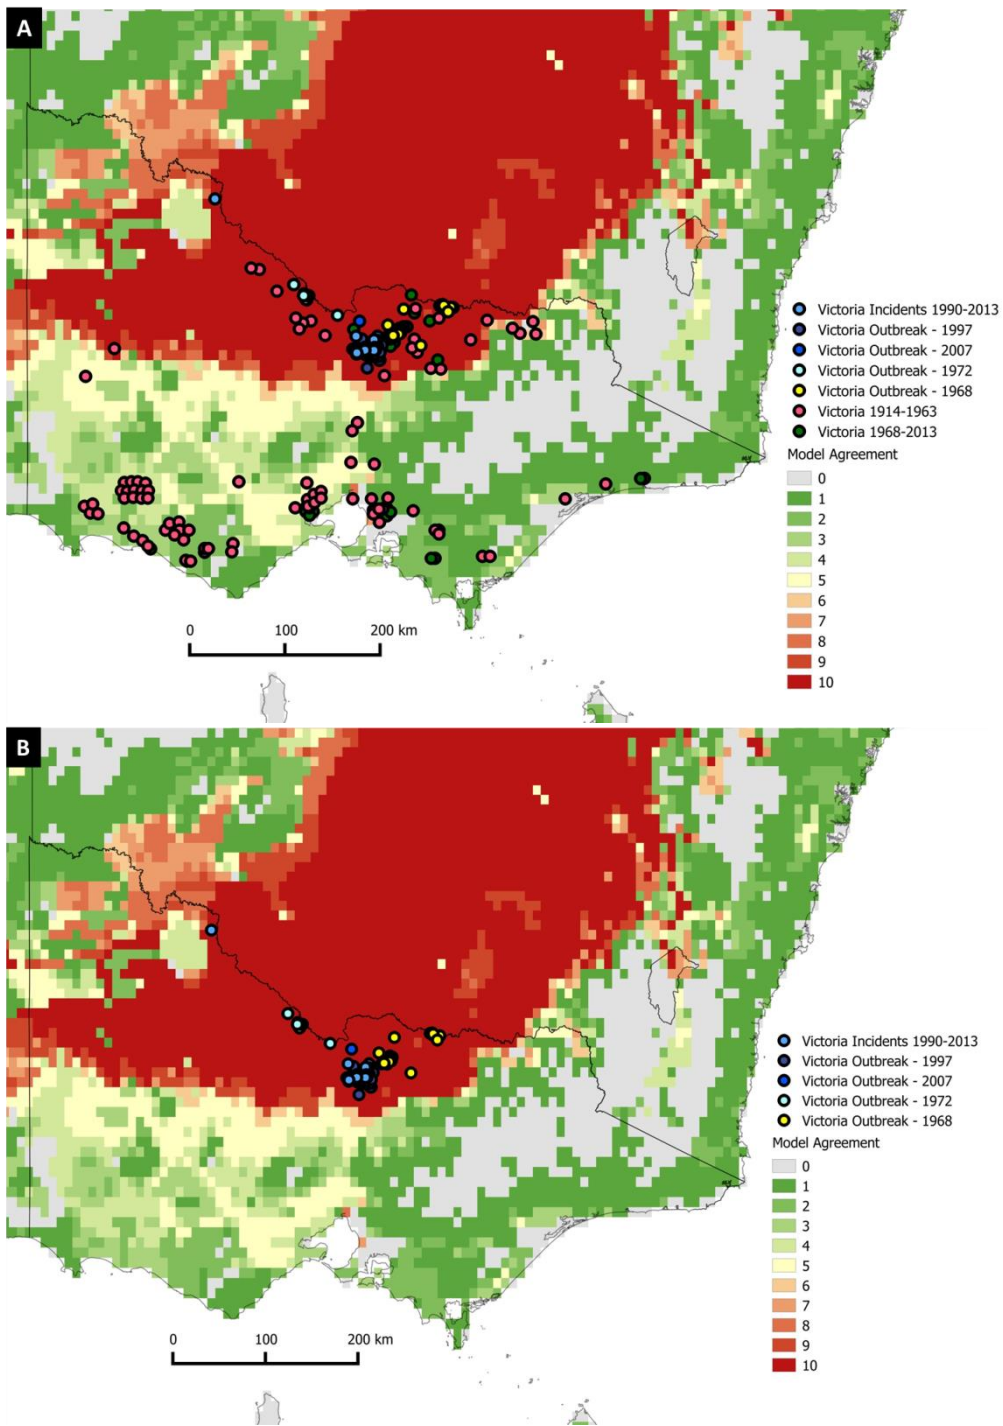 A
Victoria Incidents 1990-2013
Victoria Outbreak - 1997
Victoria Outbreak - 2007
Victoria Outbreak - 1972
Victoria Outbreak - 1968
Victoria 1914-1963
Victoria 1968-2013
Model Agreement
0
1
2
3
4
5
6
7
8
9
10
0 100 200 km
B
Victoria Incidents 1990-2013
Victoria Outbreak - 1997
Victoria Outbreak - 2007
Victoria Outbreak - 1972
Victoria Outbreak - 1968
Model Agreement
0
1
2
3
4
5
6
7
8
9
10
0 100 200 km